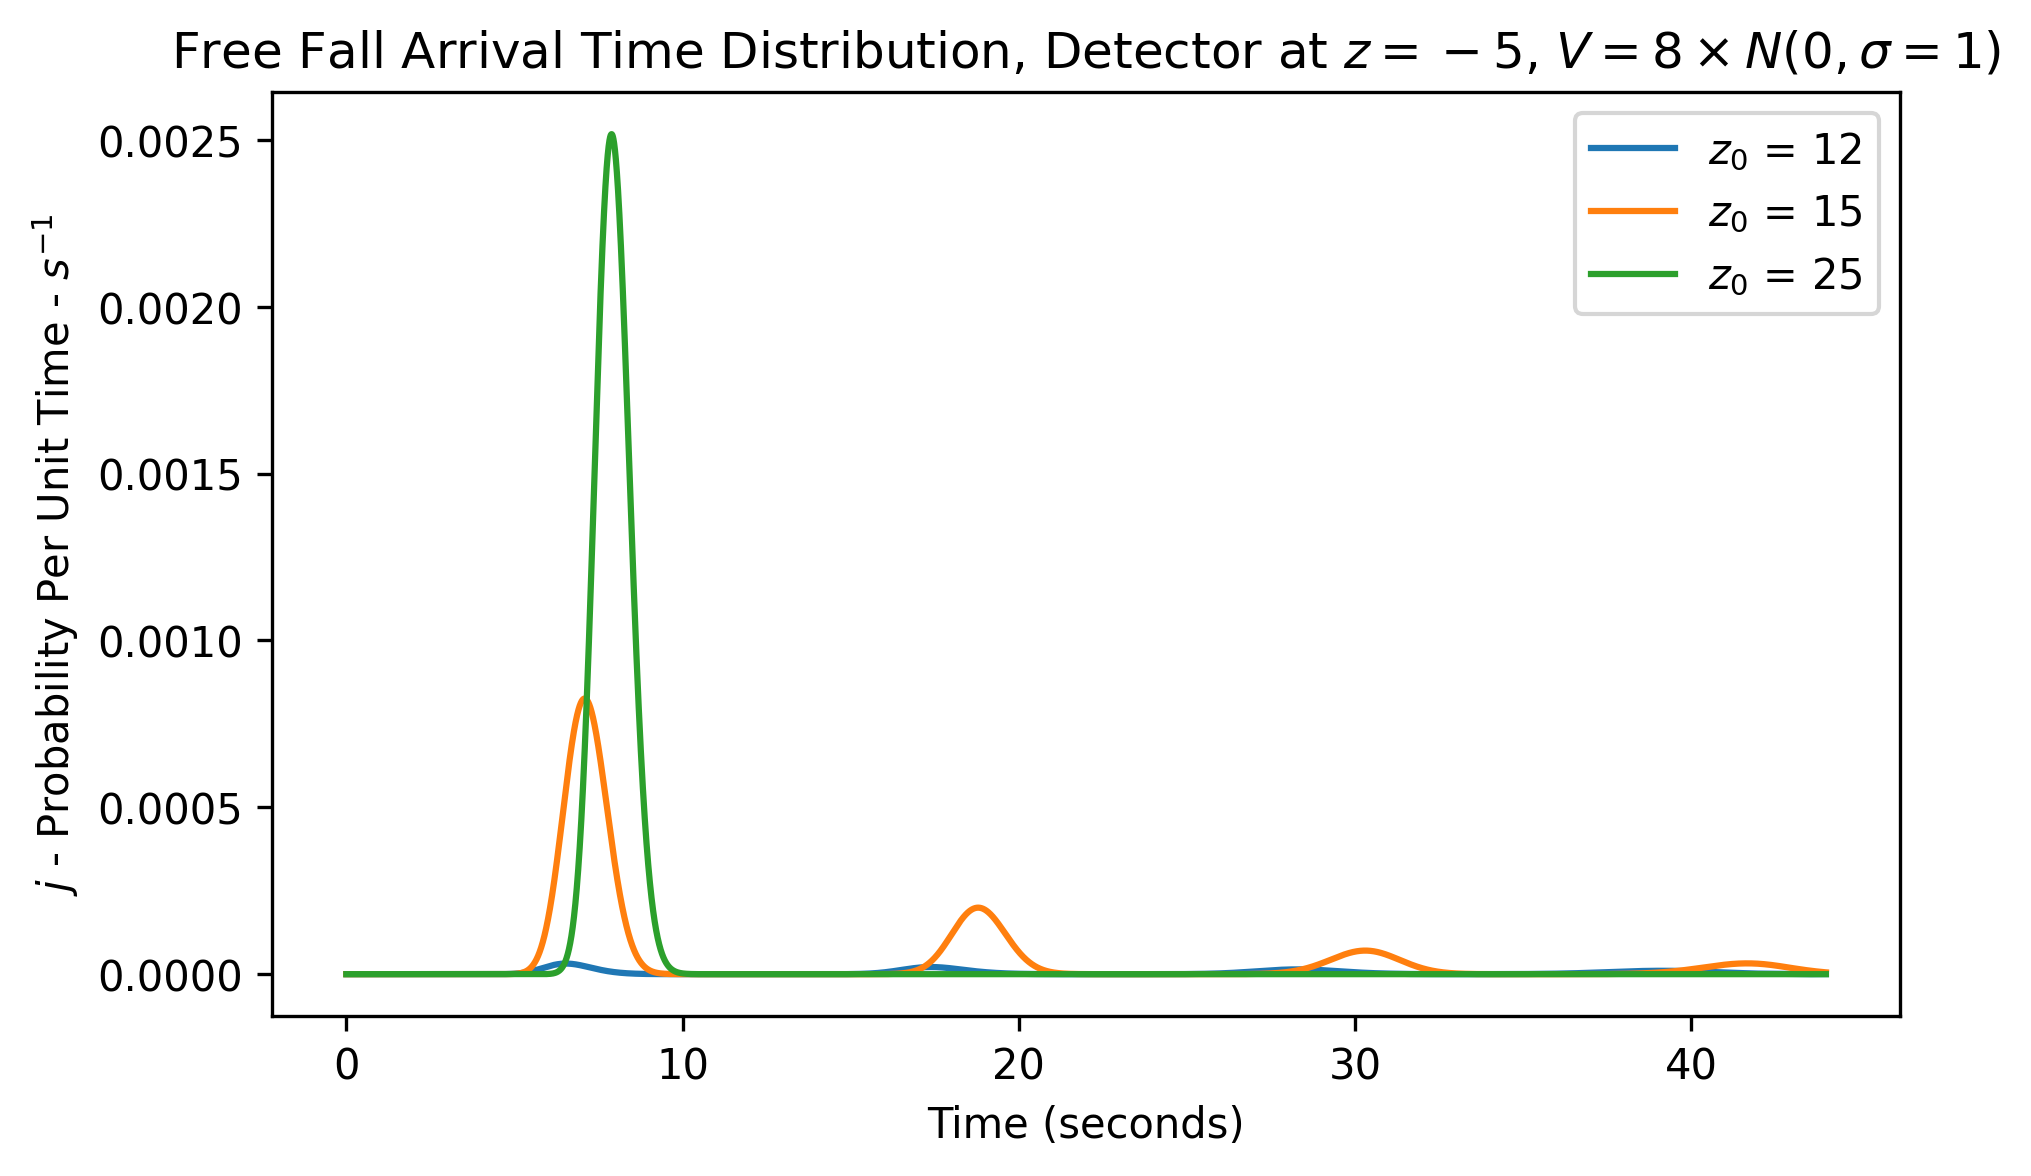 Free Fall Arrival Time Distribution, Detector at z = −5, V = 8 × N(0, σ = 1)
j - Probability Per Unit Time - s⁻¹
0.0025
0.0020
0.0015
0.0010
0.0005
0.0000
z₀ = 12
z₀ = 15
z₀ = 25
0 10 20 30 40
Time (seconds)